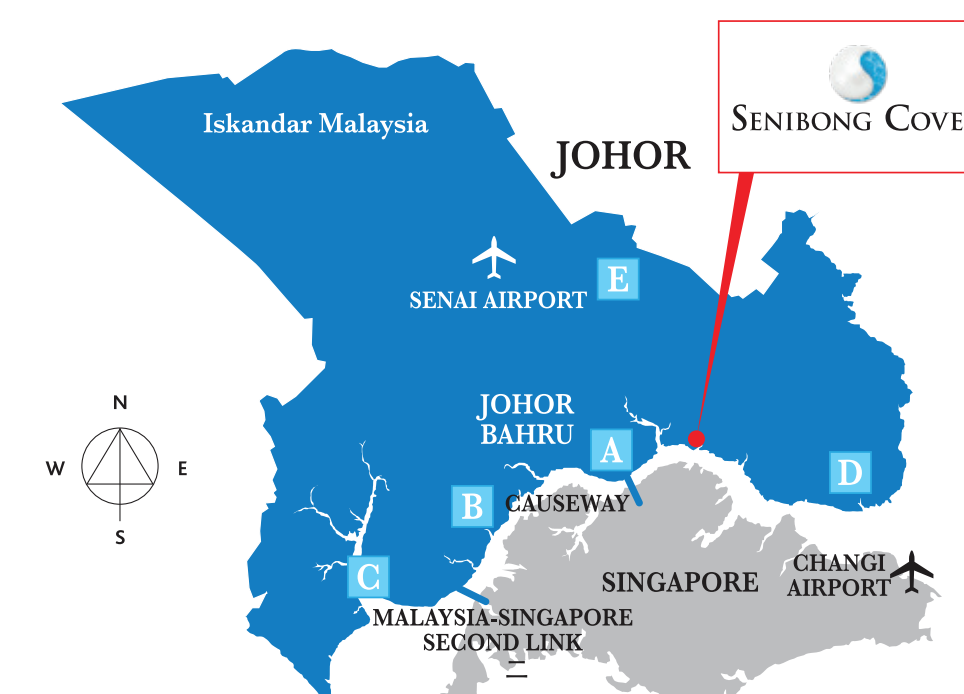 Iskandar Malaysia
JOHOR
SENIBONG COVE
SENAI AIRPORT
E
JOHOR
BAHRU
A
N
W
E
S
B
CAUSEWAY
D
C
SINGAPORE
CHANGI
AIRPORT
MALAYSIA-SINGAPORE
SECOND LINK